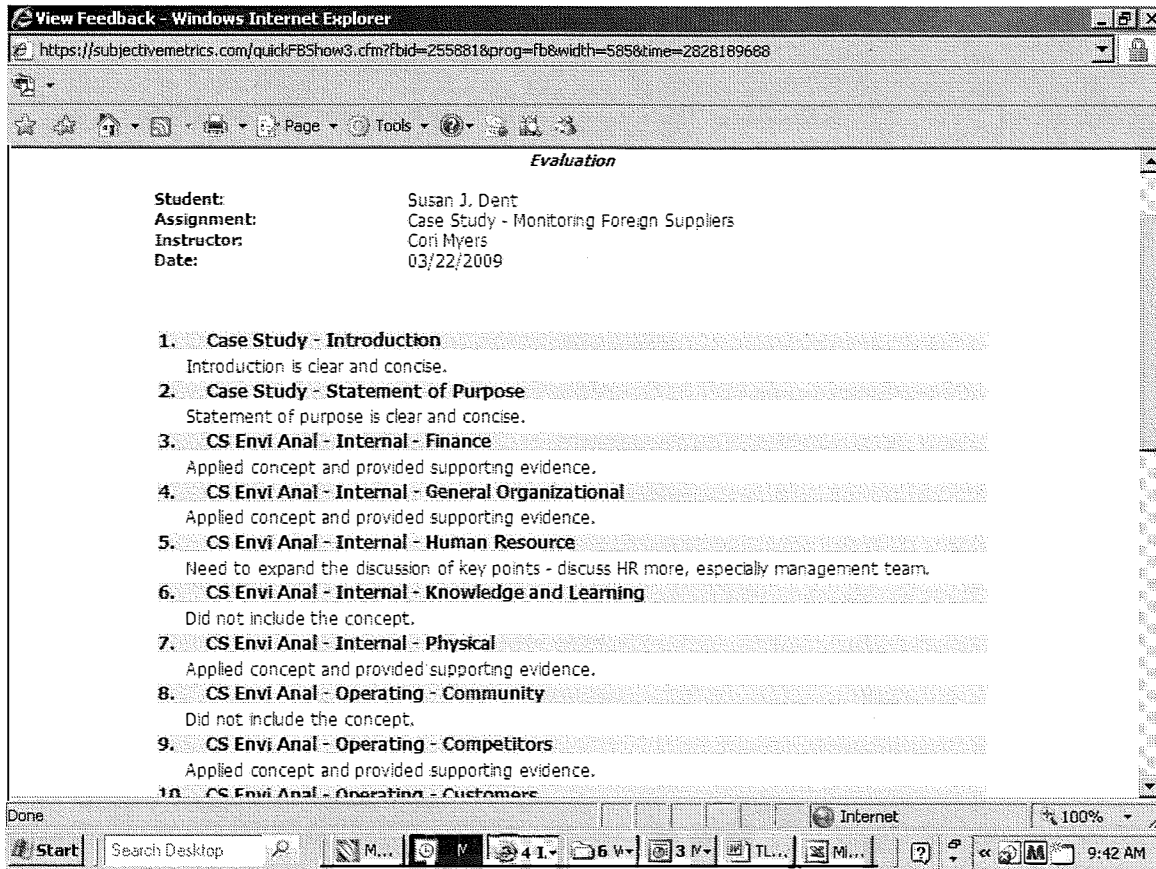 View Feedback - Windows Internet Explorer
https://subjectivemetrics.com/quickFBShow3.cfm?fbid=255881&prog=fb&width=585&time=2828189688
Page Tools
Evaluation
Student: Susan J. Dent
Assignment: Case Study - Monitoring Foreign Suppliers
Instructor: Cori Myers
Date: 03/22/2009
1. Case Study - Introduction
Introduction is clear and concise.
2. Case Study - Statement of Purpose
Statement of purpose is clear and concise.
3. CS Envi Anal - Internal - Finance
Applied concept and provided supporting evidence.
4. CS Envi Anal - Internal - General Organizational
Applied concept and provided supporting evidence.
5. CS Envi Anal - Internal - Human Resource
Need to expand the discussion of key points - discuss HR more, especially management team.
6. CS Envi Anal - Internal - Knowledge and Learning
Did not include the concept.
7. CS Envi Anal - Internal - Physical
Applied concept and provided supporting evidence.
8. CS Envi Anal - Operating - Community
Did not include the concept.
9. CS Envi Anal - Operating - Competitors
Applied concept and provided supporting evidence.
10. CS Envi Anal - Operating - Customers
Done Internet 100%
Start Search Desktop M... 4 I... 6 3 TL... Mi... « M 9:42 AM